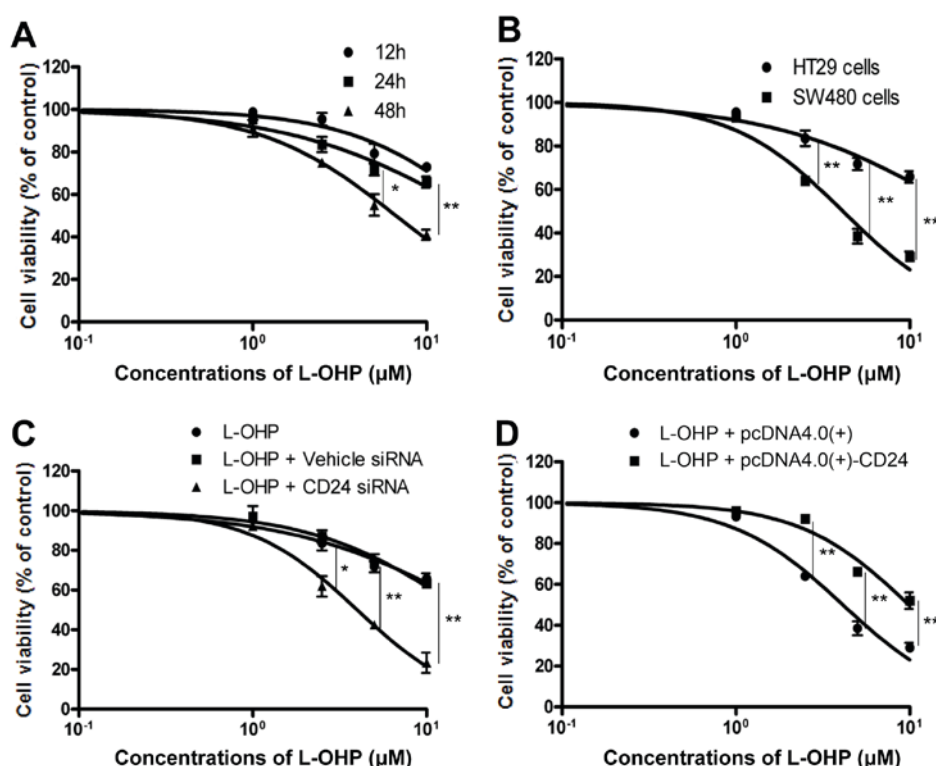 A
12h
24h
48h
120
100
80
60
40
20
0
*
**
10⁻¹
10⁰
10¹
Cell viability (% of control)
Concentrations of L-OHP (µM)
B
HT29 cells
SW480 cells
120
100
80
60
40
20
0
**
**
**
10⁻¹
10⁰
10¹
Cell viability (% of control)
Concentrations of L-OHP (µM)
C
L-OHP
L-OHP + Vehicle siRNA
L-OHP + CD24 siRNA
120
100
80
60
40
20
0
*
**
**
10⁻¹
10⁰
10¹
Cell viability (% of control)
Concentrations of L-OHP (µM)
D
L-OHP + pcDNA4.0(+)
L-OHP + pcDNA4.0(+)-CD24
120
100
80
60
40
20
0
**
**
**
10⁻¹
10⁰
10¹
Cell viability (% of control)
Concentrations of L-OHP (µM)